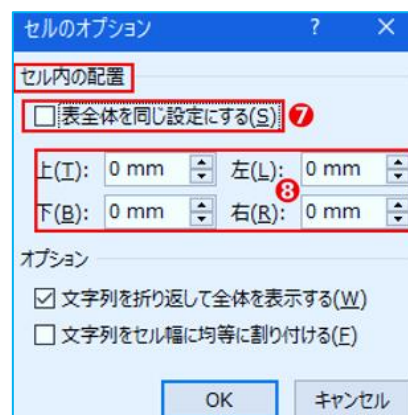 セルのオプション ? ×
セル内の配置
表全体を同じ設定にする(S) ❼
上(T): 0 mm 左(L): 0 mm
❽
下(B): 0 mm 右(R): 0 mm
オプション
文字列を折り返して全体を表示する(W)
文字列をセル幅に均等に割り付ける(F)
OK キャンセル